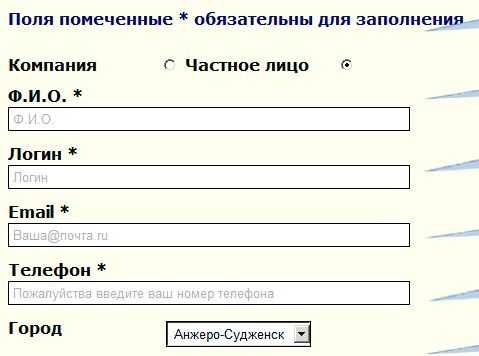 Поля помеченные * обязательны для заполнения
Компания Частное лицо
Ф.И.О. *
Ф.И.О.
Логин *
Логин
Email *
Ваша@почта.ru
Телефон *
Пожалуйства введите ваш номер телефона
Город Анжеро-Судженск